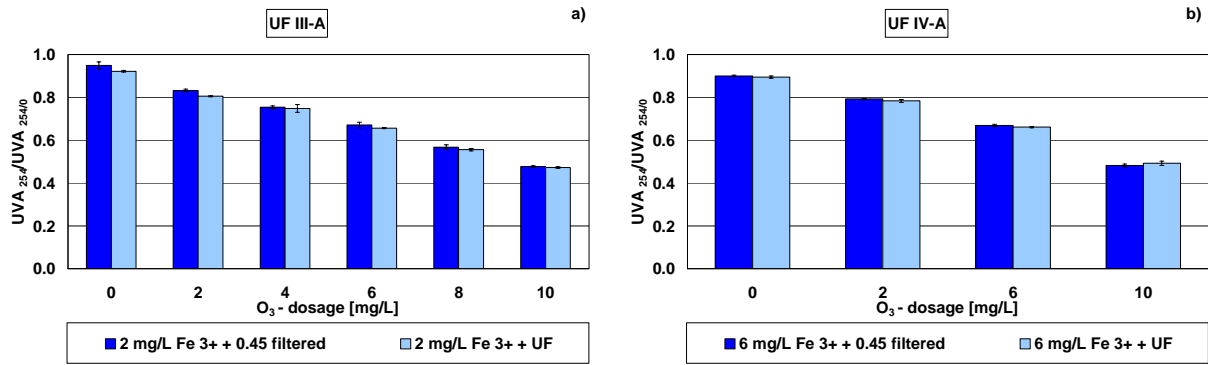 UF III-A
a)
UVA 254/UVA 254/0
1.0
0.8
0.6
0.4
0.2
0.0
0 2 4 6 8 10
O3 - dosage [mg/L]
2 mg/L Fe 3+ + 0.45 filtered 2 mg/L Fe 3+ + UF
UF IV-A
b)
UVA 254/UVA 254/0
1.0
0.8
0.6
0.4
0.2
0.0
0 2 6 10
O3 - dosage [mg/L]
6 mg/L Fe 3+ + 0.45 filtered 6 mg/L Fe 3+ + UF